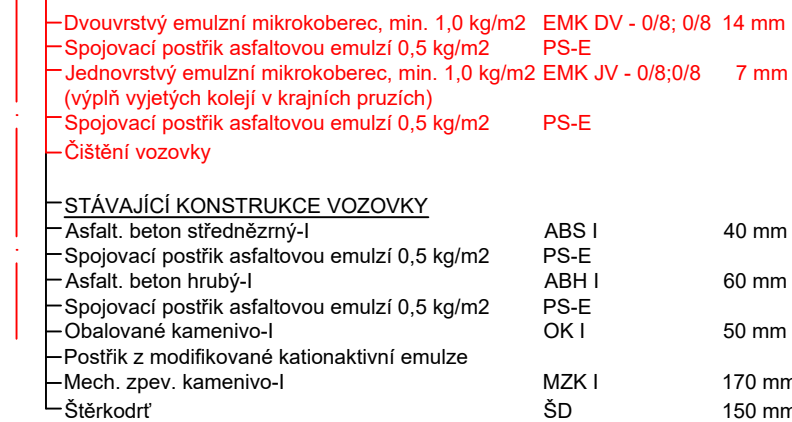 Dvouvrstvý emulzní mikrokoberec, min. 1,0 kg/m2 EMK DV - 0/8; 0/8 14 mm
Spojovací postřik asfaltovou emulzí 0,5 kg/m2 PS-E
Jednovrstvý emulzní mikrokoberec, min. 1,0 kg/m2 EMK JV - 0/8;0/8 7 mm
(výplň vyjetých kolejí v krajních pruzích)
Spojovací postřik asfaltovou emulzí 0,5 kg/m2 PS-E
Čištění vozovky
STÁVAJÍCÍ KONSTRUKCE VOZOVKY
Asfalt. beton střednězrný-I ABS I 40 mm
Spojovací postřik asfaltovou emulzí 0,5 kg/m2 PS-E
Asfalt. beton hrubý-I ABH I 60 mm
Spojovací postřik asfaltovou emulzí 0,5 kg/m2 PS-E
Obalované kamenivo-I OK I 50 mm
Postřik z modifikované kationaktivní emulze
Mech. zpev. kamenivo-I MZK I 170 mm
Štěrkodrť ŠD 150 mm